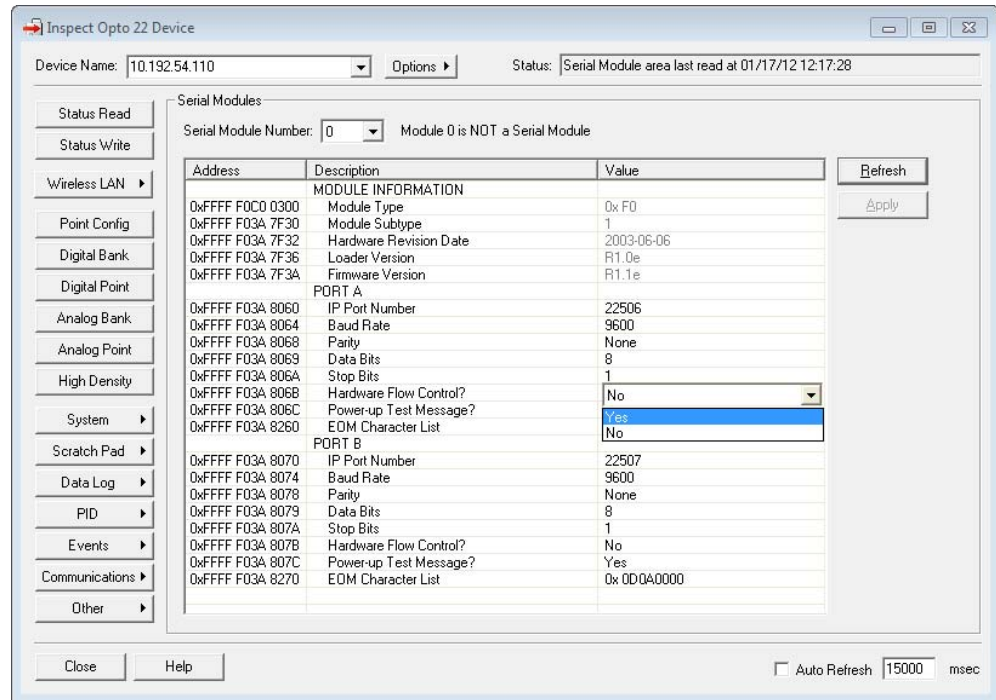 Inspect Opto 22 Device
Device Name: 10.192.54.110 Options Status: Serial Module area last read at 01/17/12 12:17:28
Status Read
Status Write
Wireless LAN
Point Config
Digital Bank
Digital Point
Analog Bank
Analog Point
High Density
System
Scratch Pad
Data Log
PID
Events
Communications
Other
Serial Modules
Serial Module Number: 0 Module 0 is NOT a Serial Module
Address Description Value
MODULE INFORMATION
0xFFFF F0C0 0300 Module Type 0x F0
0xFFFF F03A 7F30 Module Subtype 1
0xFFFF F03A 7F32 Hardware Revision Date 2003-06-06
0xFFFF F03A 7F36 Loader Version R1.0e
0xFFFF F03A 7F3A Firmware Version R1.1e
PORT A
0xFFFF F03A 8060 IP Port Number 22506
0xFFFF F03A 8064 Baud Rate 9600
0xFFFF F03A 8068 Parity None
0xFFFF F03A 8069 Data Bits 8
0xFFFF F03A 806A Stop Bits 1
0xFFFF F03A 806B Hardware Flow Control? No
0xFFFF F03A 806C Power-up Test Message? Yes
0xFFFF F03A 8260 EOM Character List No
PORT B
0xFFFF F03A 8070 IP Port Number 22507
0xFFFF F03A 8074 Baud Rate 9600
0xFFFF F03A 8078 Parity None
0xFFFF F03A 8079 Data Bits 8
0xFFFF F03A 807A Stop Bits 1
0xFFFF F03A 807B Hardware Flow Control? No
0xFFFF F03A 807C Power-up Test Message? Yes
0xFFFF F03A 8270 EOM Character List 0x 0D0A0000
Refresh
Apply
Close Help Auto Refresh 15000 msec